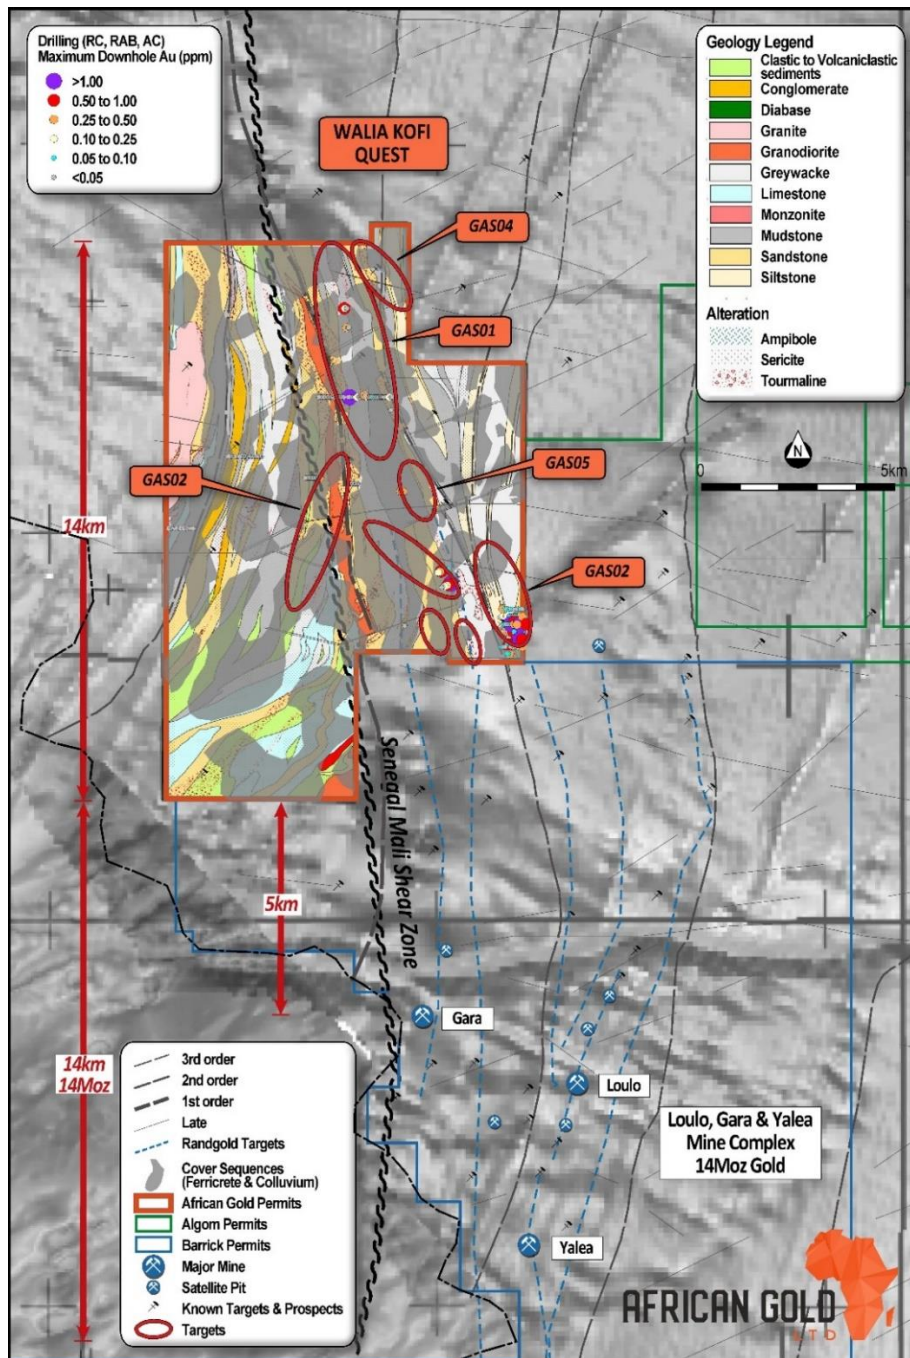 Drilling (RC, RAB, AC)
Maximum Downhole Au (ppm)
>1.00
0.50 to 1.00
0.25 to 0.50
0.10 to 0.25
0.05 to 0.10
<0.05
WALIA KOFI
QUEST
Geology Legend
Clastic to Volcaniclastic
sediments
Conglomerate
Diabase
Granite
Granodiorite
Greywacke
Limestone
Monzonite
Mudstone
Sandstone
Siltstone
Alteration
Ampibole
Sericite
Tourmaline
N
0
5km
GAS04
GAS01
GAS05
GAS02
GAS02
14km
Senegal Mali Shear Zone
5km
14km
14Moz
Gara
Loulo
Yalea
Loulo, Gara & Yalea
Mine Complex
14Moz Gold
3rd order
2nd order
1st order
Late
Randgold Targets
Cover Sequences
(Ferricrete & Colluvium)
African Gold Permits
Algom Permits
Barrick Permits
Major Mine
Satellite Pit
Known Targets & Prospects
Targets
AFRICAN GOLD
LTD